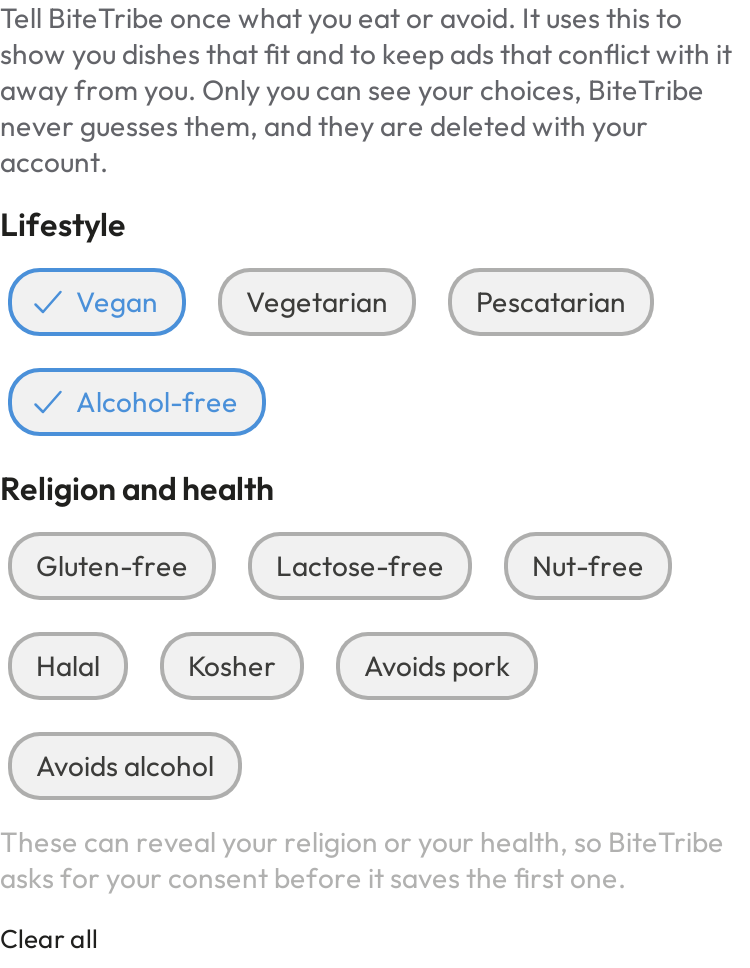 Tell BiteTribe once what you eat or avoid. It uses this to
show you dishes that fit and to keep ads that conflict with it
away from you. Only you can see your choices, BiteTribe
never guesses them, and they are deleted with your
account.
Lifestyle
Vegan Vegetarian Pescatarian
Alcohol-free
Religion and health
Gluten-free Lactose-free Nut-free
Halal Kosher Avoids pork
Avoids alcohol
These can reveal your religion or your health, so BiteTribe
asks for your consent before it saves the first one.
Clear all